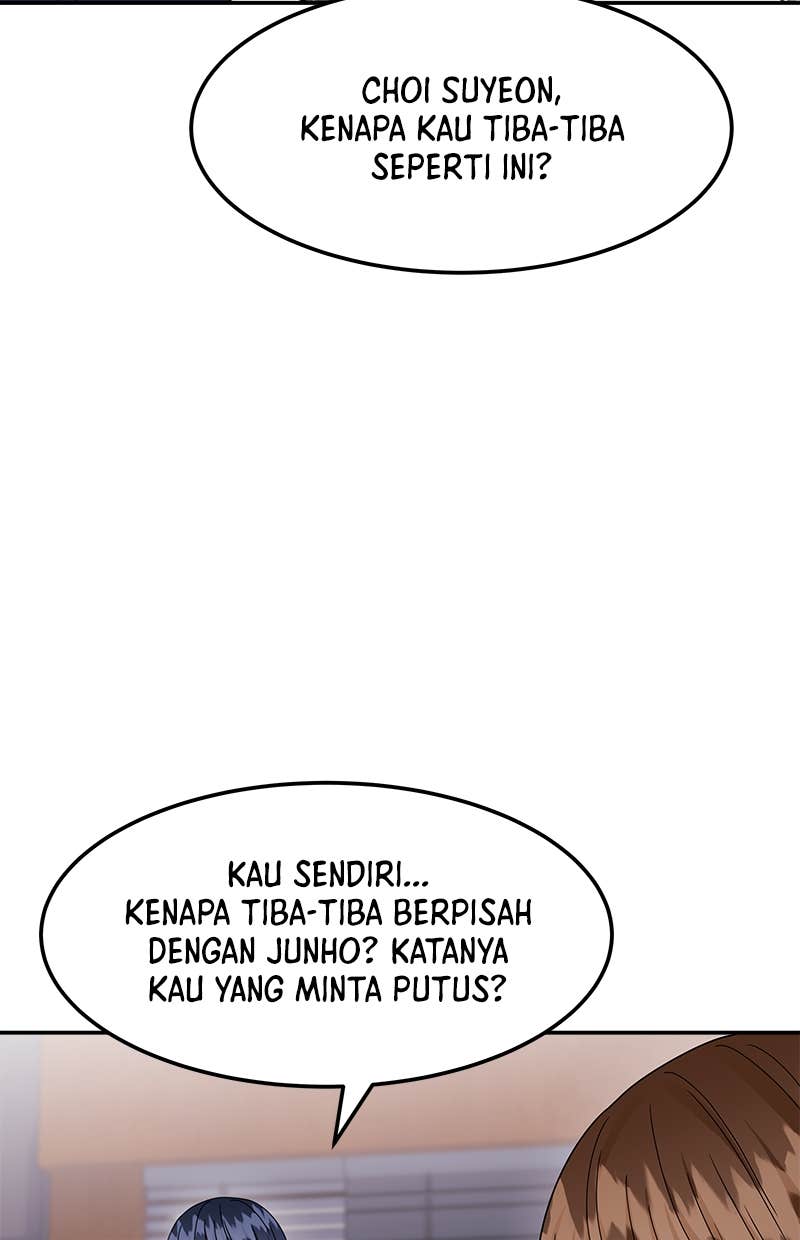 CHOI SUYEON,
KENAPA KAU TIBA-TIBA
SEPERTI INI?
KAU SENDIRI...
KENAPA TIBA-TIBA BERPISAH
DENGAN JUNHO? KATANYA
KAU YANG MINTA PUTUS?